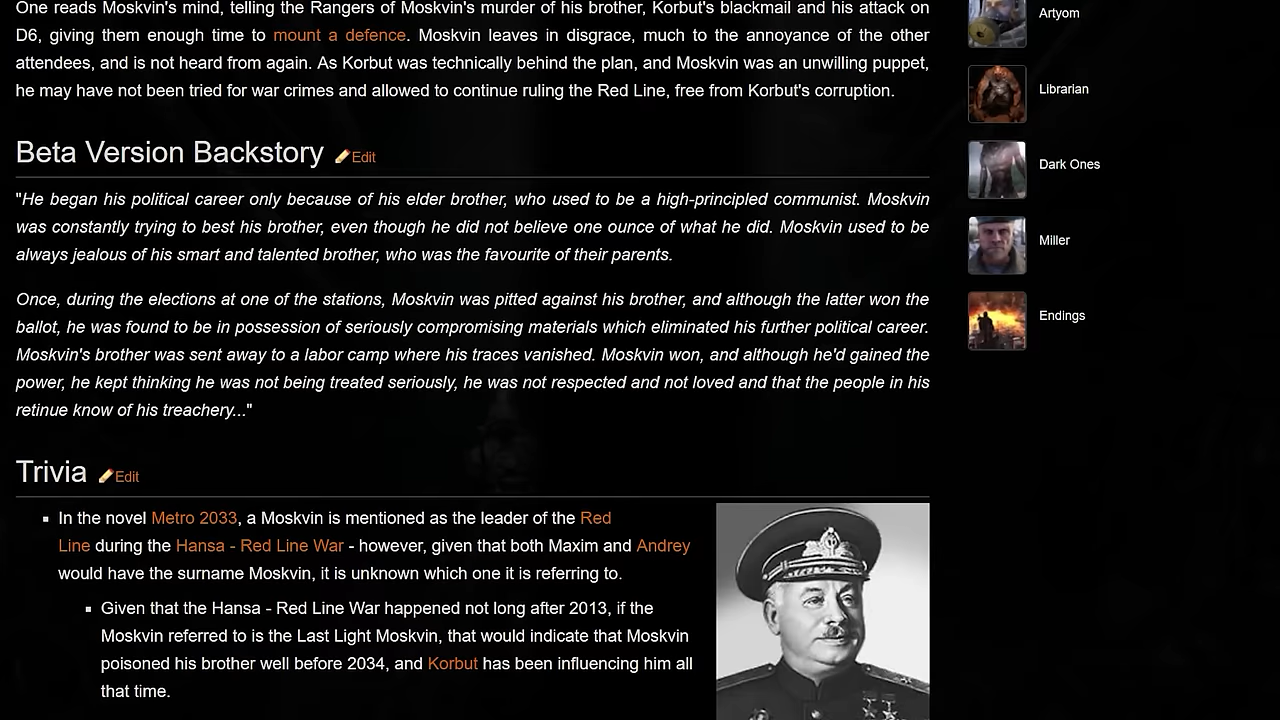 One reads Moskvin's mind, telling the Rangers of Moskvin's murder of his brother, Korbut's blackmail and his attack on
D6, giving them enough time to mount a defence. Moskvin leaves in disgrace, much to the annoyance of the other
attendees, and is not heard from again. As Korbut was technically behind the plan, and Moskvin was an unwilling puppet,
he may have not been tried for war crimes and allowed to continue ruling the Red Line, free from Korbut's corruption.
Beta Version Backstory Edit
"He began his political career only because of his elder brother, who used to be a high-principled communist. Moskvin
was constantly trying to best his brother, even though he did not believe one ounce of what he did. Moskvin used to be
always jealous of his smart and talented brother, who was the favourite of their parents.
Once, during the elections at one of the stations, Moskvin was pitted against his brother, and although the latter won the
ballot, he was found to be in possession of seriously compromising materials which eliminated his further political career.
Moskvin's brother was sent away to a labor camp where his traces vanished. Moskvin won, and although he'd gained the
power, he kept thinking he was not being treated seriously, he was not respected and not loved and that the people in his
retinue know of his treachery..."
Trivia Edit
In the novel Metro 2033, a Moskvin is mentioned as the leader of the Red
Line during the Hansa - Red Line War - however, given that both Maxim and Andrey
would have the surname Moskvin, it is unknown which one it is referring to.
Given that the Hansa - Red Line War happened not long after 2013, if the
Moskvin referred to is the Last Light Moskvin, that would indicate that Moskvin
poisoned his brother well before 2034, and Korbut has been influencing him all
that time.
Artyom
Librarian
Dark Ones
Miller
Endings